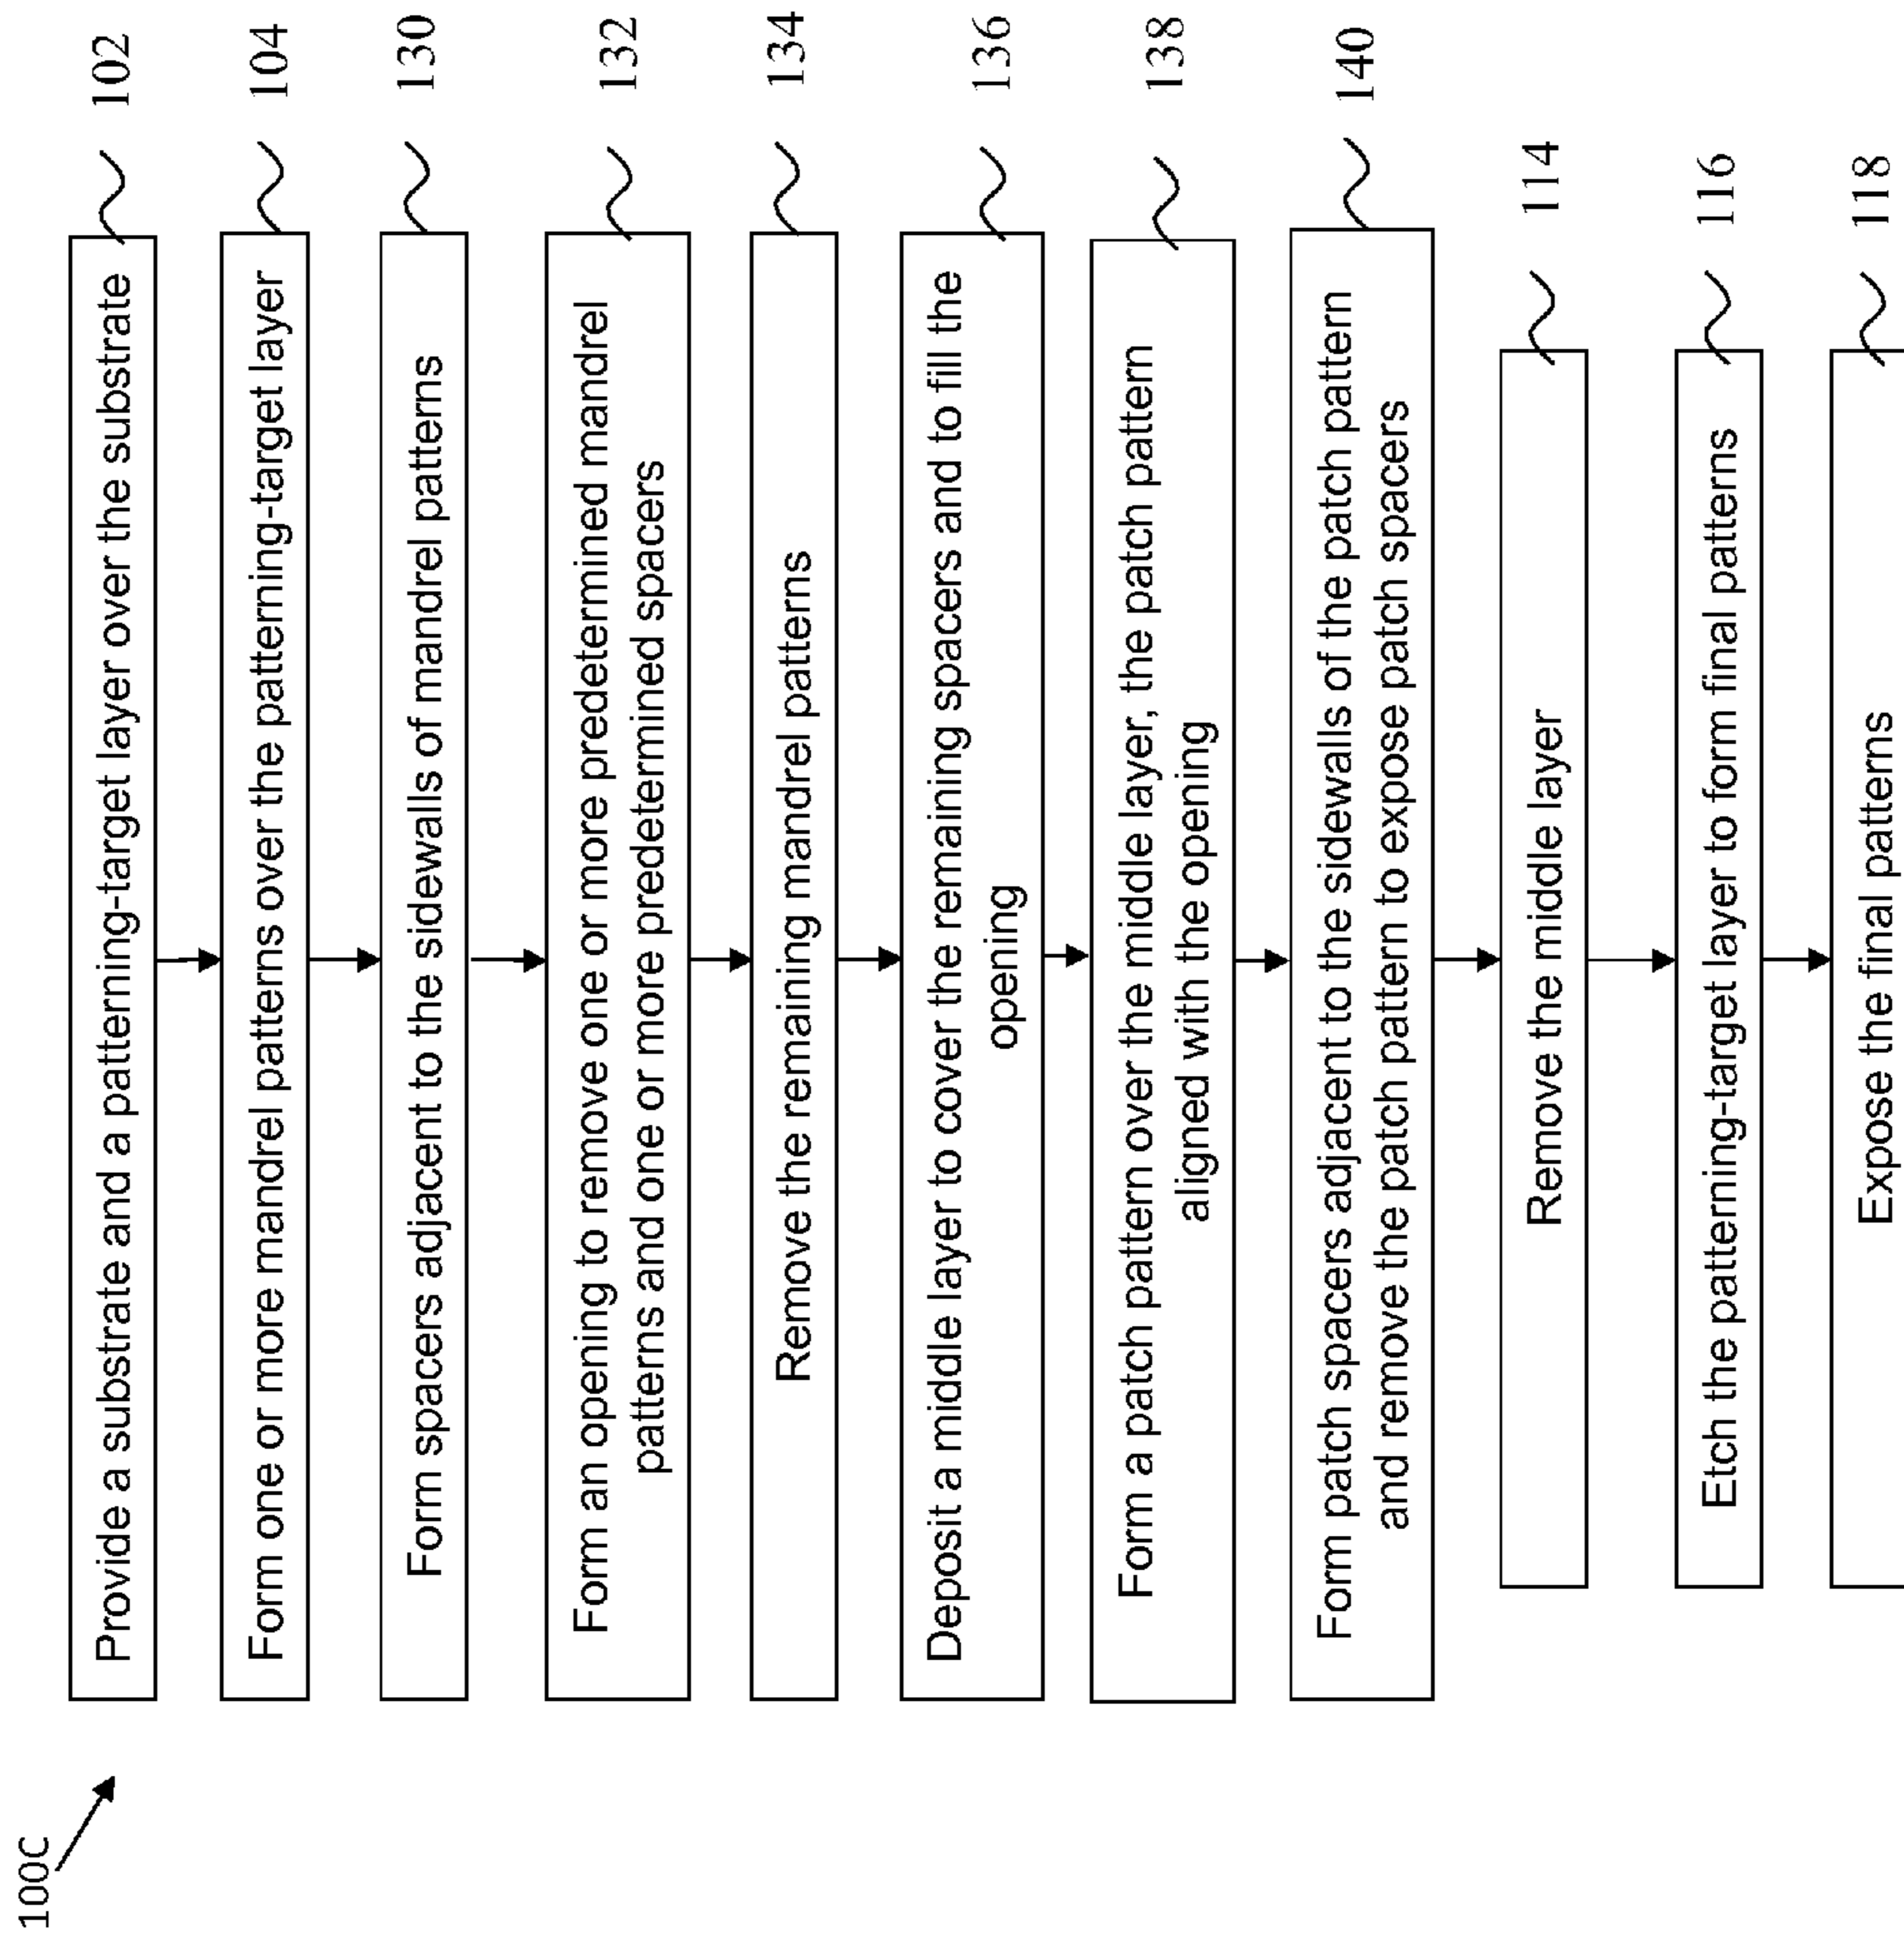 100C
Provide a substrate and a patterning-target layer over the substrate
102
Form one or more mandrel patterns over the patterning-target layer
104
Form spacers adjacent to the sidewalls of mandrel patterns
130
Form an opening to remove one or more predetermined mandrel
patterns and one or more predetermined spacers
132
Remove the remaining mandrel patterns
134
Deposit a middle layer to cover the remaining spacers and to fill the
opening
136
Form a patch pattern over the middle layer, the patch pattern
aligned with the opening
138
Form patch spacers adjacent to the sidewalls of the patch pattern
and remove the patch pattern to expose patch spacers
140
Remove the middle layer
114
Etch the patterning-target layer to form final patterns
116
Expose the final patterns
118